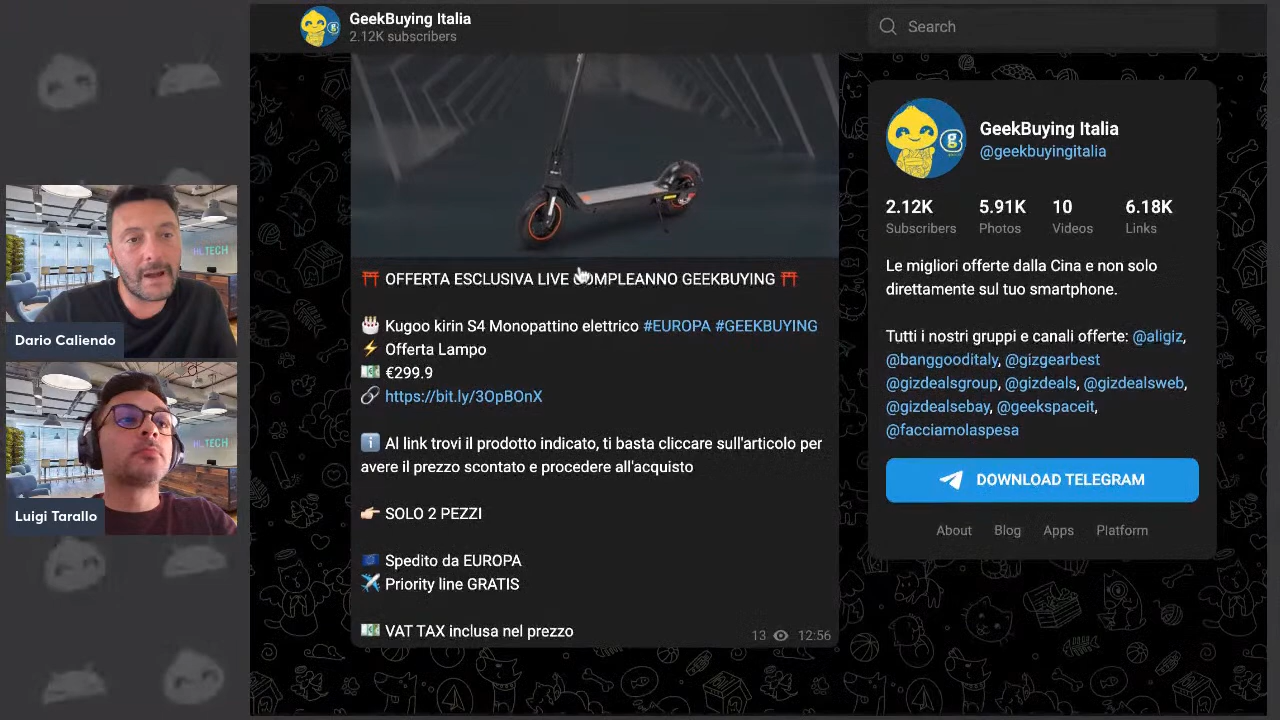 GeekBuying Italia
2.12K subscribers
Search
HLTECH
Dario Caliendo
TECH
Luigi Tarallo
OFFERTA ESCLUSIVA LIVE COMPLEANNO GEEKBUYING
Kugoo kirin S4 Monopattino elettrico #EUROPA #GEEKBUYING
Offerta Lampo
€299.9
https://bit.ly/3OpBOnX
Al link trovi il prodotto indicato, ti basta cliccare sull'articolo per
avere il prezzo scontato e procedere all'acquisto
SOLO 2 PEZZI
Spedito da EUROPA
Priority line GRATIS
VAT TAX inclusa nel prezzo
13 12:56
GeekBuying Italia
@geekbuyingitalia
2.12K 5.91K 10 6.18K
Subscribers Photos Videos Links
Le migliori offerte dalla Cina e non solo
direttamente sul tuo smartphone.
Tutti i nostri gruppi e canali offerte: @aligiz,
@banggooditaly, @gizgearbest
@gizdealsgroup, @gizdeals, @gizdealsweb,
@gizdealsebay, @geekspaceit,
@facciamolaspesa
DOWNLOAD TELEGRAM
About Blog Apps Platform